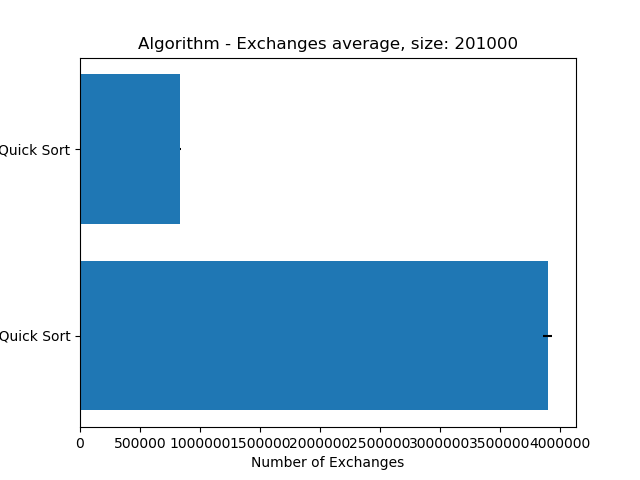 Algorithm - Exchanges average, size: 201000
Quick Sort
Quick Sort
0 500000 1000000 1500000 2000000 2500000 3000000 3500000 4000000
Number of Exchanges